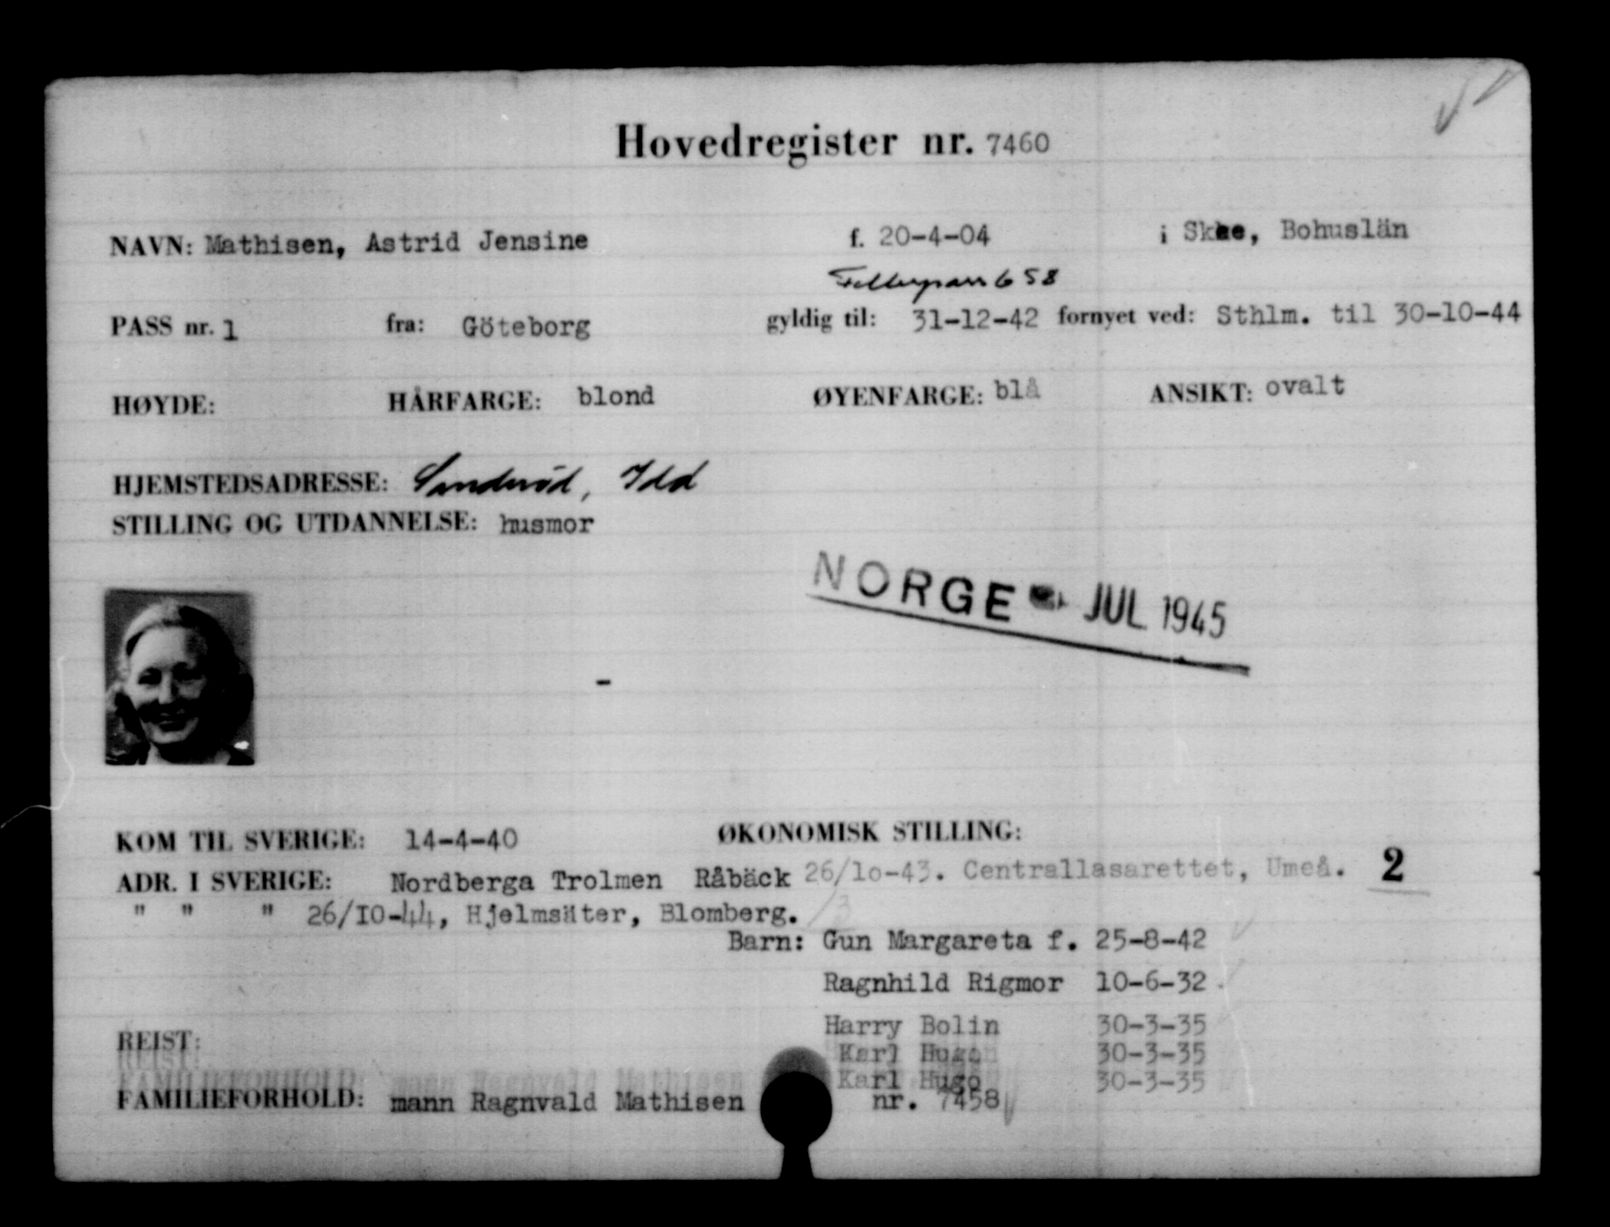 Hovedregister nr. 7460
NAVN: Mathisen, Astrid Jensine f. 20-4-04 i Skee, Bohuslän
658
PASS nr. 1 fra: Göteborg gyldig til: 31-12-42 fornyet ved: Sthlm. til 30-10-44
HØYDE: HÅRFARGE: blond ØYENFARGE: blå ANSIKT: ovalt
HJEMSTEDSADRESSE: Sanderöd, Idd
STILLING OG UTDANNELSE: husmor
NORGE JUL 1945
-
KOM TIL SVERIGE: 14-4-40 ØKONOMISK STILLING:
ADR. I SVERIGE: Nordberga Trolmen Råbäck 26/10-43. Centrallasarettet, Umeå. 2
" " " 26/10-44, Hjelmsäter, Blomberg.
Barn: Gun Margareta f. 25-8-42
Ragnhild Rigmor 10-6-32
Harry Bolin 30-3-35
REIST:
Karl Hugo 30-3-35
Karl Hugo 30-3-35
FAMILIEFORHOLD: mann Ragnvald Mathisen nr. 7458